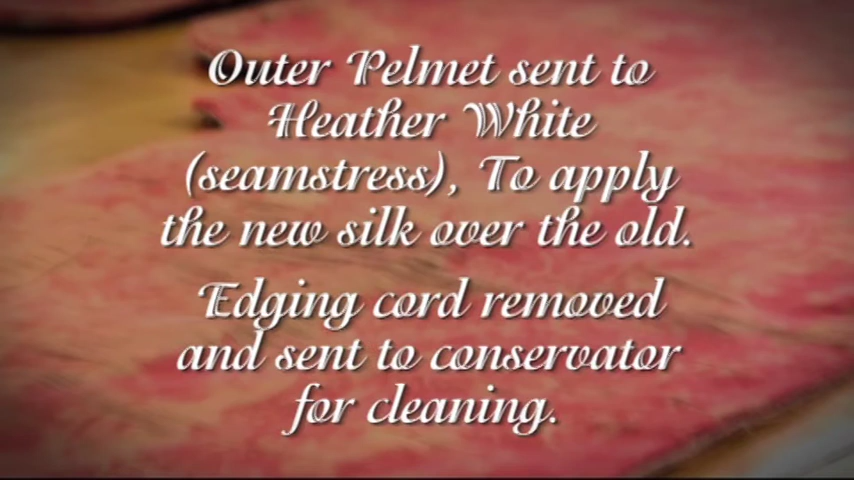 Outer Pelmet sent to
Heather White
(seamstress), To apply
the new silk over the old.
Edging cord removed
and sent to conservator
for cleaning.